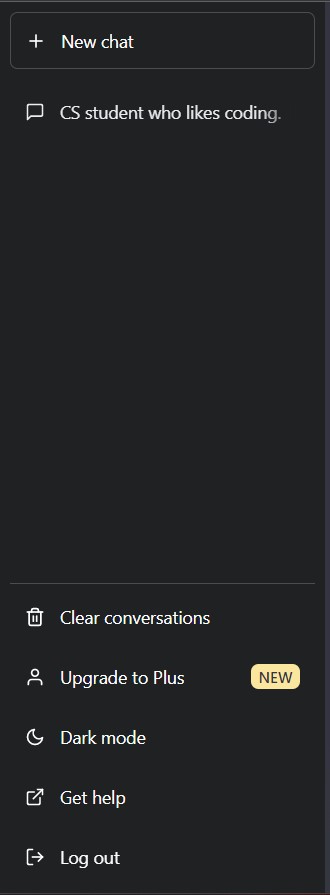 New chat
CS student who likes coding.
Clear conversations
Upgrade to Plus NEW
Dark mode
Get help
Log out